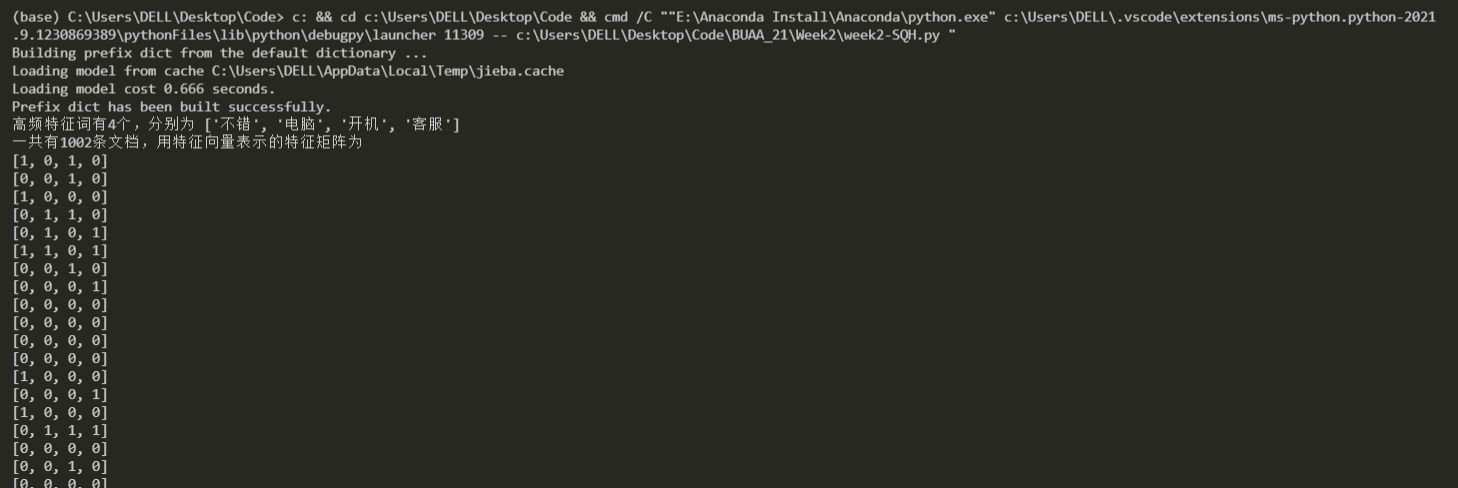 (base) C:\Users\DELL\Desktop\Code> c: && cd c:\Users\DELL\Desktop\Code && cmd /C ""E:\Anaconda Install\Anaconda\python.exe" c:\Users\DELL\.vscode\extensions\ms-python.python-2021
.9.1230869389\pythonFiles\lib\python\debugpy\launcher 11309 -- c:\Users\DELL\Desktop\Code\BUAA_21\Week2\week2-SQH.py "
Building prefix dict from the default dictionary ...
Loading model from cache C:\Users\DELL\AppData\Local\Temp\jieba.cache
Loading model cost 0.666 seconds.
Prefix dict has been built successfully.
高频特征词有4个，分别为 ['不错', '电脑', '开机', '客服']
一共有1002条文档，用特征向量表示的特征矩阵为
[1, 0, 1, 0]
[0, 0, 1, 0]
[1, 0, 0, 0]
[0, 1, 1, 0]
[0, 1, 0, 1]
[1, 1, 0, 1]
[0, 0, 1, 0]
[0, 0, 0, 1]
[0, 0, 0, 0]
[0, 0, 0, 0]
[0, 0, 0, 0]
[0, 0, 0, 0]
[1, 0, 0, 0]
[0, 0, 0, 1]
[1, 0, 0, 0]
[0, 1, 1, 1]
[0, 0, 0, 0]
[0, 0, 1, 0]
[0, 0, 0, 0]